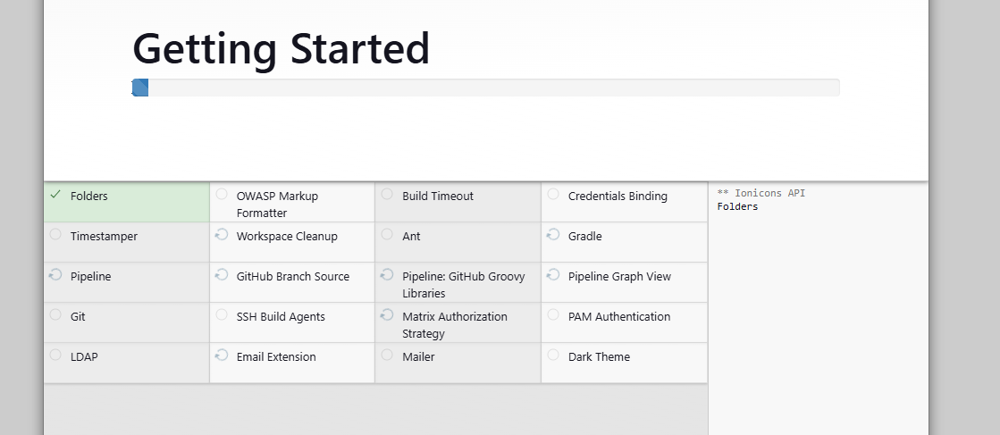 Getting Started
Folders
OWASP Markup
Formatter
Build Timeout
Credentials Binding
Timestamper
Workspace Cleanup
Ant
Gradle
Pipeline
GitHub Branch Source
Pipeline: GitHub Groovy
Libraries
Pipeline Graph View
Git
SSH Build Agents
Matrix Authorization
Strategy
PAM Authentication
LDAP
Email Extension
Mailer
Dark Theme
** Ionicons API
Folders